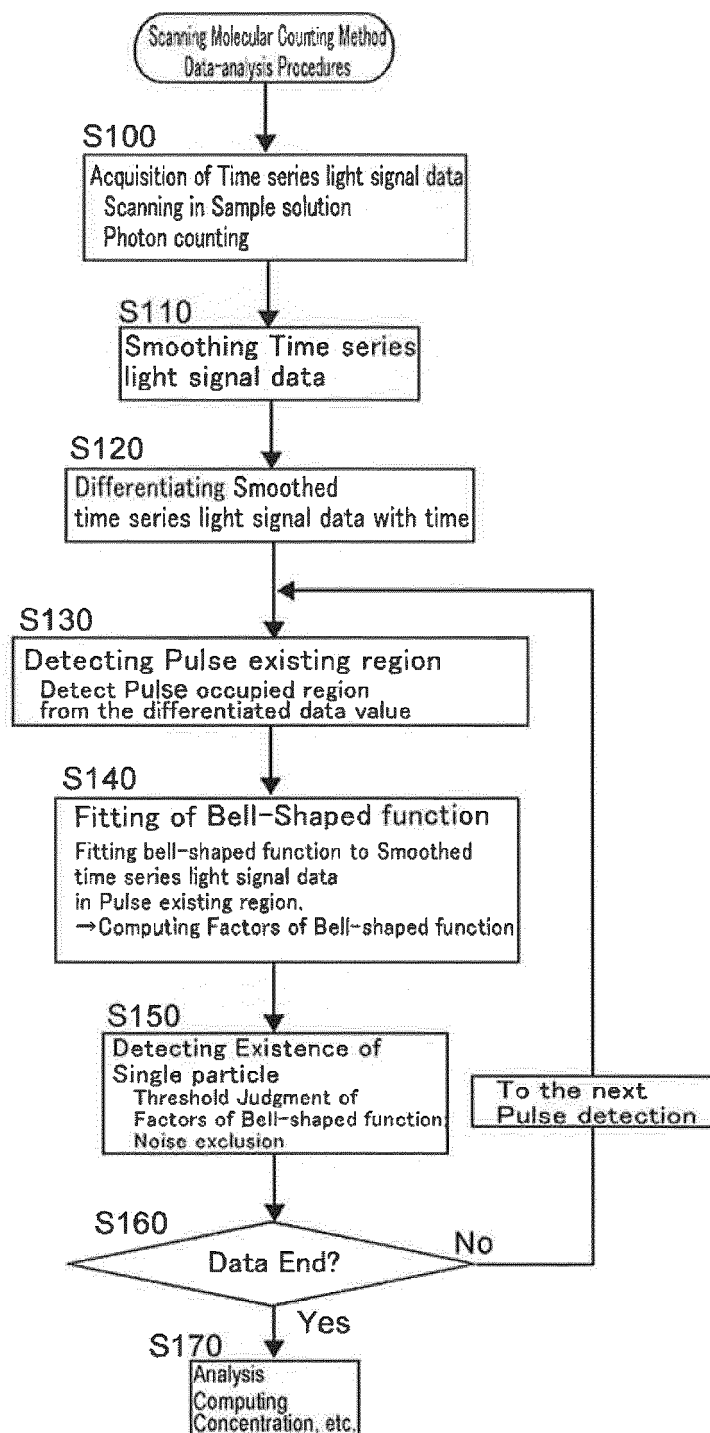 Scanning Molecular Counting Method
Data-analysis Procedures
S100
Acquisition of Time series light signal data
Scanning in Sample solution
Photon counting
S110
Smoothing Time series
light signal data
S120
Differentiating Smoothed
time series light signal data with time
S130
Detecting Pulse existing region
Detect Pulse occupied region
from the differentiated data value
S140
Fitting of Bell-Shaped function
Fitting bell-shaped function to Smoothed
time series light signal data
in Pulse existing region.
→Computing Factors of Bell-shaped function
S150
Detecting Existence of
Single particle
Threshold Judgment of
Factors of Bell-shaped function;
Noise exclusion
To the next
Pulse detection
S160
Data End?
No
Yes
S170
Analysis
Computing
Concentration, etc.